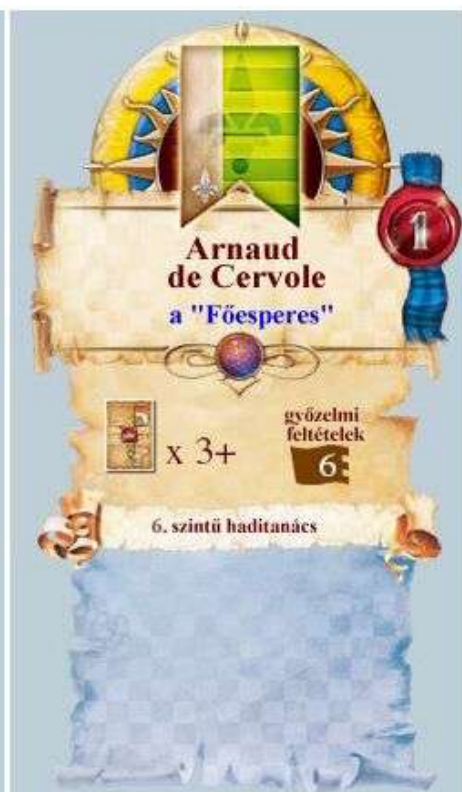 1
Arnaud
de Cervole
a "Főesperes"
x 3+
győzelmi
feltételek
6
6. szintű haditanács